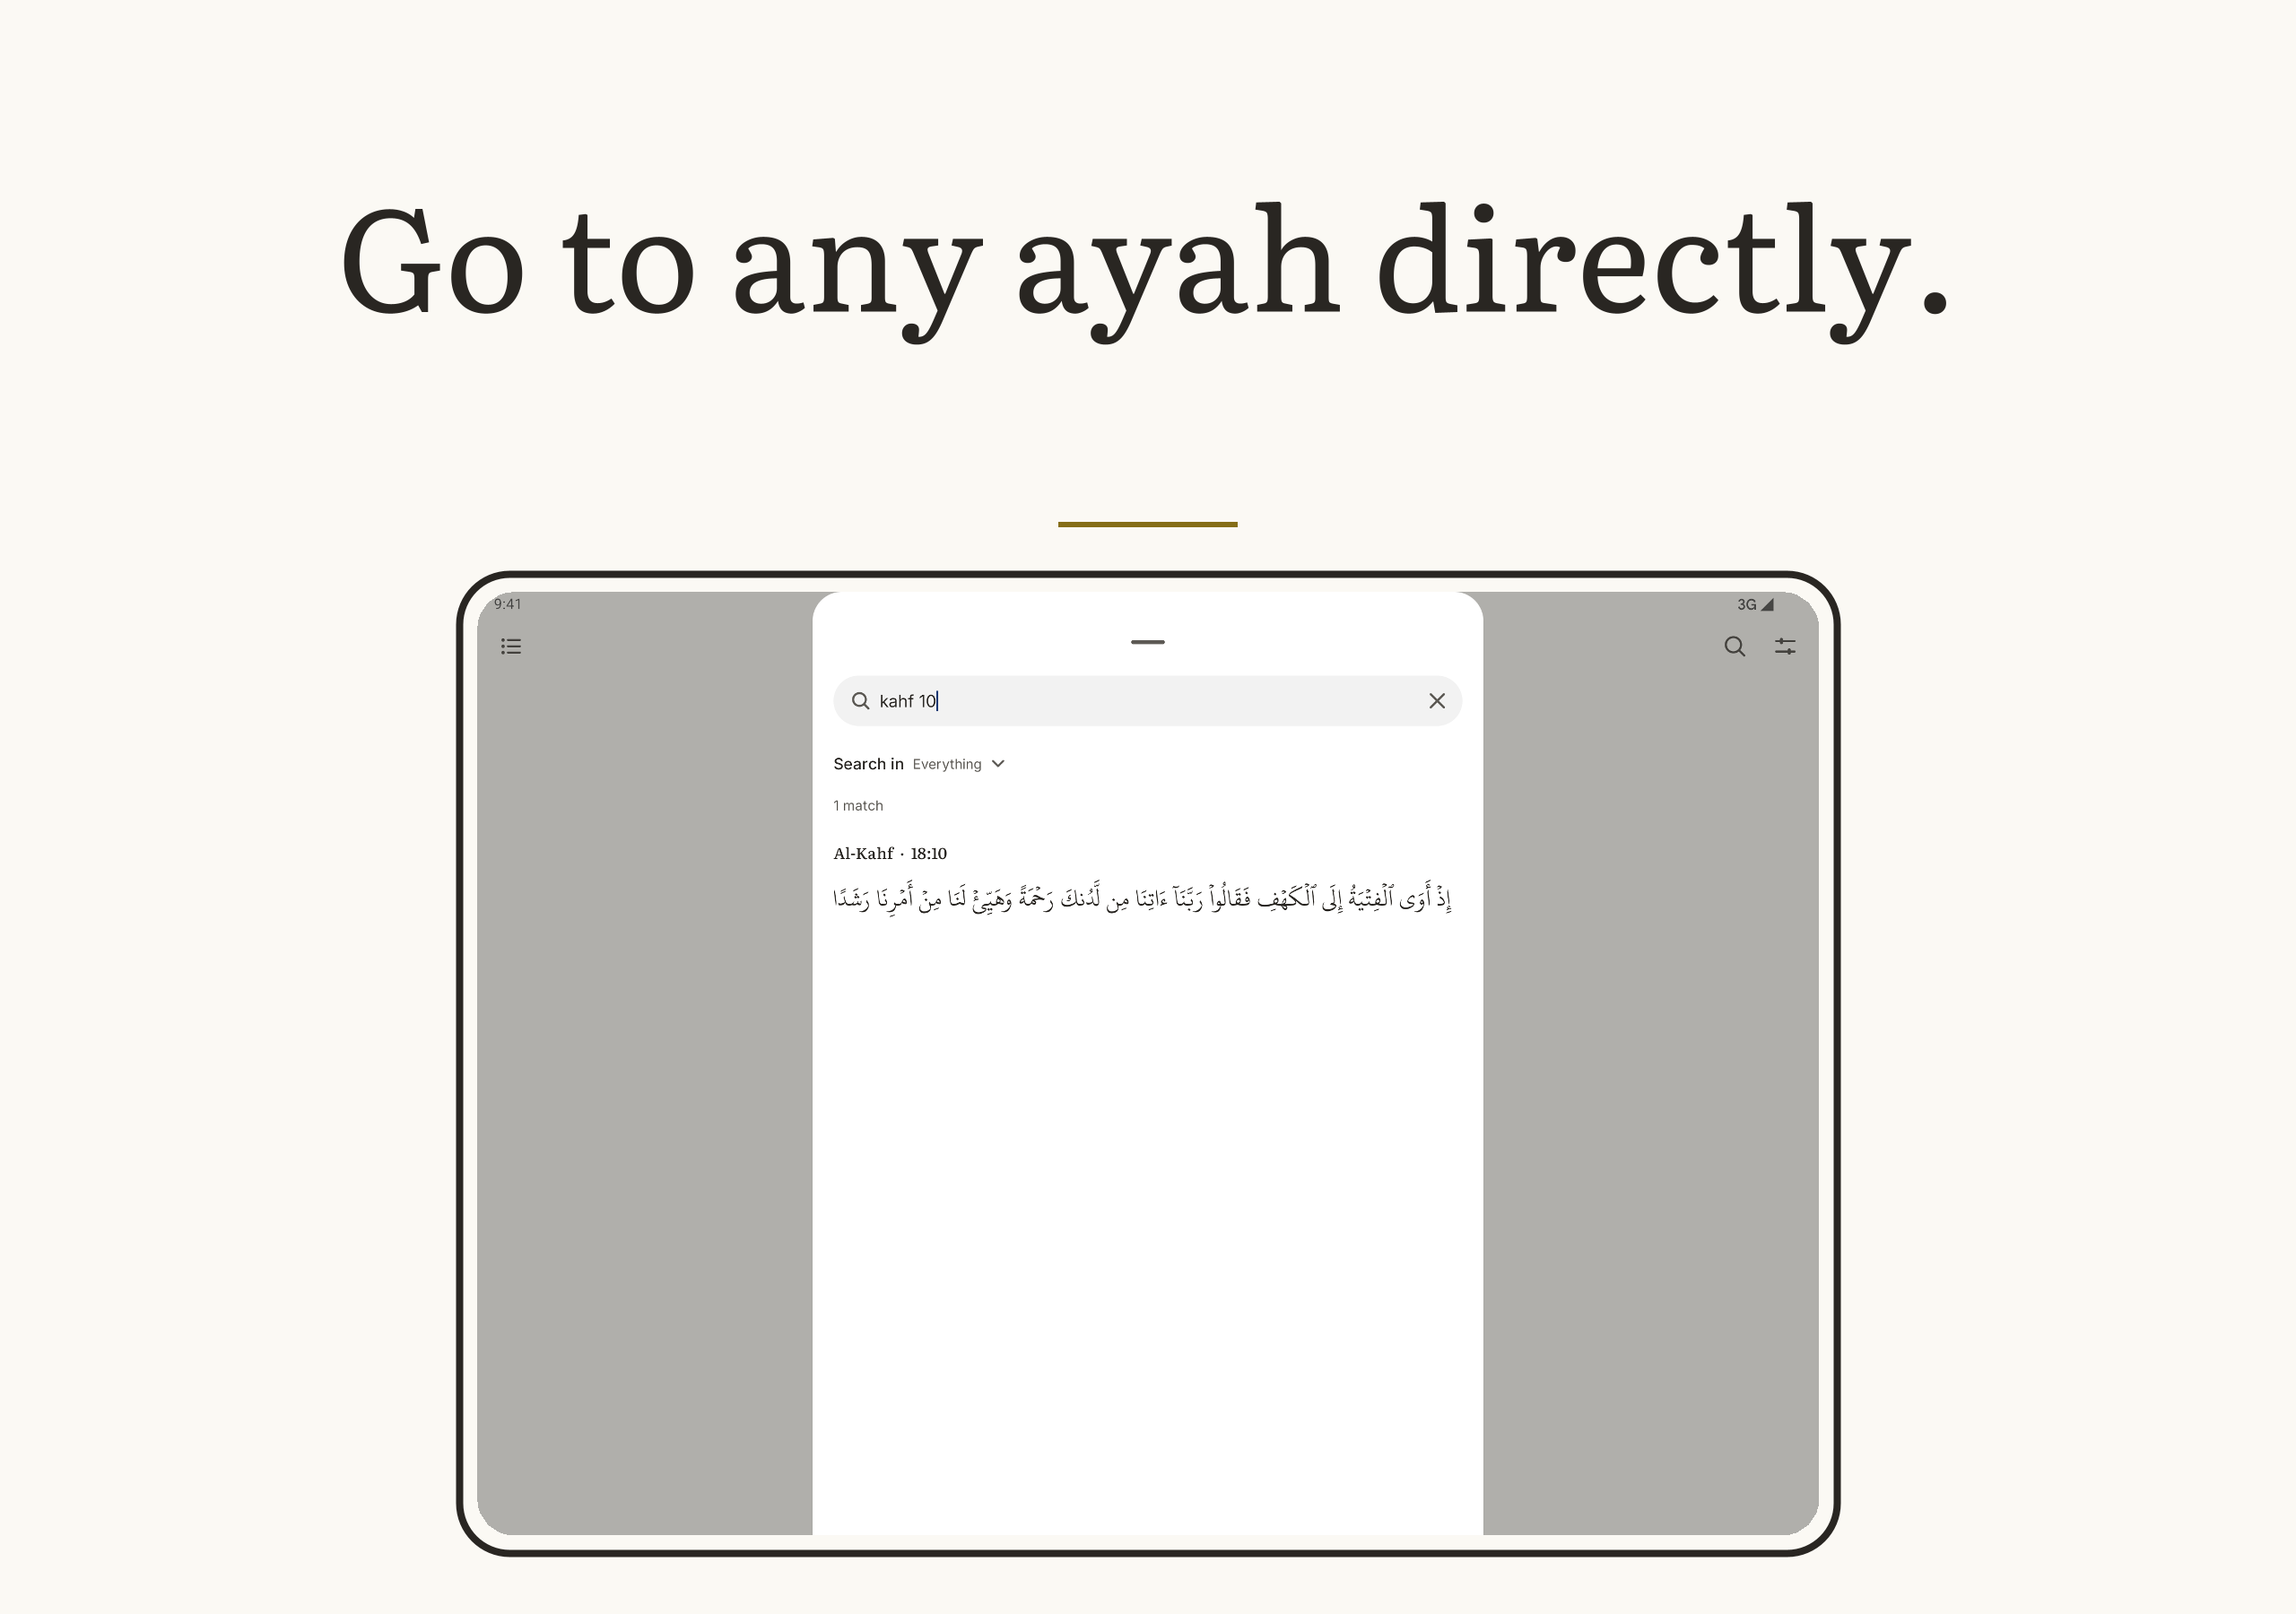 Go to any ayah directly.
9:41
3G
kahf 10
Search in Everything
1 match
Al-Kahf · 18:10
إِذۡ أَوَى ٱلۡفِتۡيَةُ إِلَى ٱلۡكَهۡفِ فَقَالُواْ رَبَّنَآ ءَاتِنَا مِن لَّدُنكَ رَحۡمَةٗ وَهَيِّئۡ لَنَا مِنۡ أَمۡرِنَا رَشَدٗا